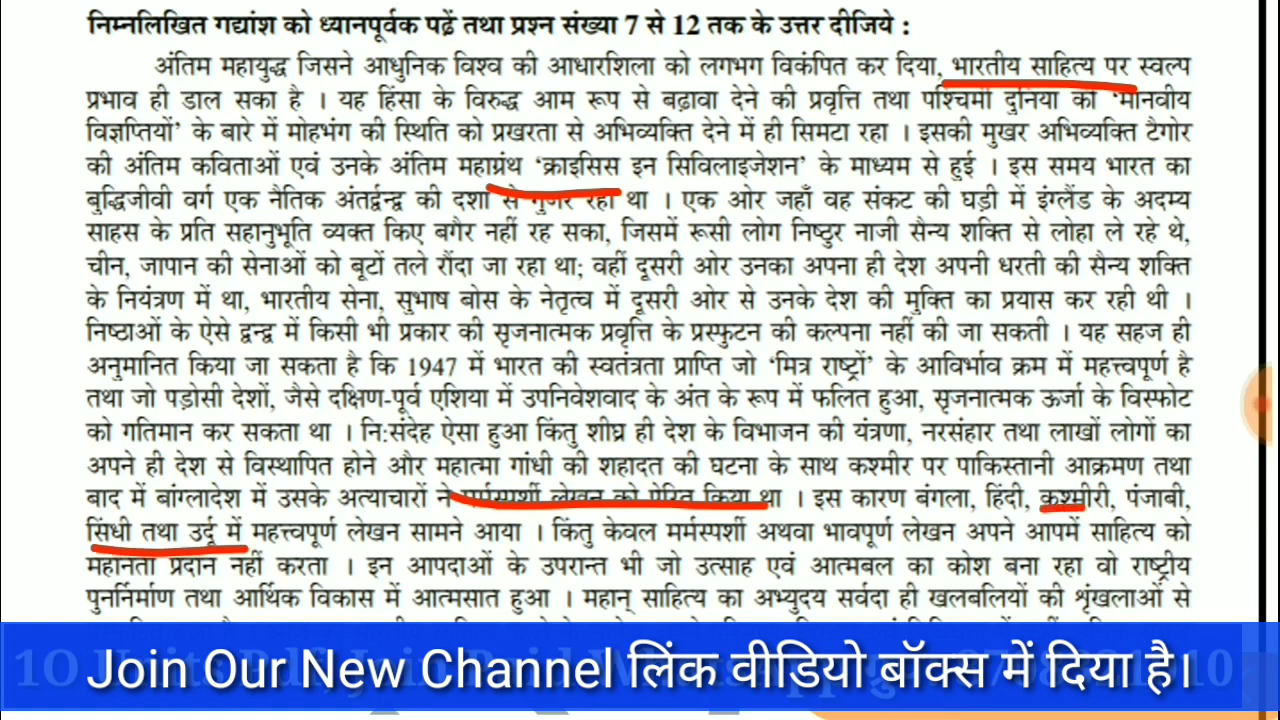 निम्नलिखित गद्यांश को ध्यानपूर्वक पढ़ें तथा प्रश्न संख्या 7 से 12 तक के उत्तर दीजिये :
अंतिम महायुद्ध जिसने आधुनिक विश्व की आधारशिला को लगभग विकंपित कर दिया, भारतीय साहित्य पर स्वल्प
प्रभाव ही डाल सका है । यह हिंसा के विरुद्ध आम रूप से बढ़ावा देने की प्रवृत्ति तथा पश्चिमी दुनिया की ‘मानवीय
विज्ञप्तियों’ के बारे में मोहभंग की स्थिति को प्रखरता से अभिव्यक्ति देने में ही सिमटा रहा । इसकी मुखर अभिव्यक्ति टैगोर
की अंतिम कविताओं एवं उनके अंतिम महाग्रंथ ‘क्राइसिस इन सिविलाइजेशन’ के माध्यम से हुई । इस समय भारत का
बुद्धिजीवी वर्ग एक नैतिक अंतर्द्वन्द्व की दशा से गुजर रहा था । एक ओर जहाँ वह संकट की घड़ी में इंग्लैंड के अदम्य
साहस के प्रति सहानुभूति व्यक्त किए बगैर नहीं रह सका, जिसमें रूसी लोग निष्ठुर नाजी सैन्य शक्ति से लोहा ले रहे थे,
चीन, जापान की सेनाओं को बूटों तले रौंदा जा रहा था; वहीं दूसरी ओर उनका अपना ही देश अपनी धरती की सैन्य शक्ति
के नियंत्रण में था, भारतीय सेना, सुभाष बोस के नेतृत्व में दूसरी ओर से उनके देश की मुक्ति का प्रयास कर रही थी ।
निष्ठाओं के ऐसे द्वन्द्व में किसी भी प्रकार की सृजनात्मक प्रवृत्ति के प्रस्फुटन की कल्पना नहीं की जा सकती । यह सहज ही
अनुमानित किया जा सकता है कि 1947 में भारत की स्वतंत्रता प्राप्ति जो ‘मित्र राष्ट्रों’ के आविर्भाव क्रम में महत्त्वपूर्ण है
तथा जो पड़ोसी देशों, जैसे दक्षिण-पूर्व एशिया में उपनिवेशवाद के अंत के रूप में फलित हुआ, सृजनात्मक ऊर्जा के विस्फोट
को गतिमान कर सकता था । नि:संदेह ऐसा हुआ किंतु शीघ्र ही देश के विभाजन की यंत्रणा, नरसंहार तथा लाखों लोगों का
अपने ही देश से विस्थापित होने और महात्मा गांधी की शहादत की घटना के साथ कश्मीर पर पाकिस्तानी आक्रमण तथा
बाद में बांग्लादेश में उसके अत्याचारों ने मर्मस्पर्शी लेखन को प्रेरित किया था । इस कारण बंगला, हिंदी, कश्मीरी, पंजाबी,
सिंधी तथा उर्दू में महत्त्वपूर्ण लेखन सामने आया । किंतु केवल मर्मस्पर्शी अथवा भावपूर्ण लेखन अपने आपमें साहित्य को
महानता प्रदान नहीं करता । इन आपदाओं के उपरान्त भी जो उत्साह एवं आत्मबल का कोश बना रहा वो राष्ट्रीय
पुनर्निर्माण तथा आर्थिक विकास में आत्मसात हुआ । महान् साहित्य का अभ्युदय सर्वदा ही खलबलियों की शृंखलाओं से
Join Our New Channel लिंक वीडियो बॉक्स में दिया है।